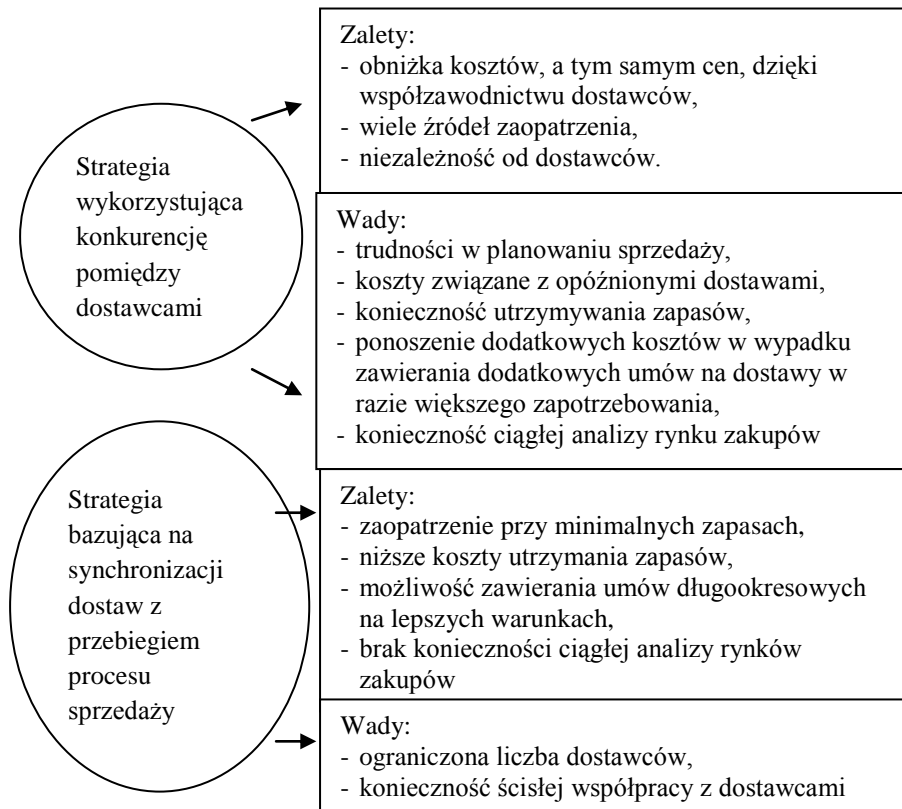 Strategia
wykorzystująca
konkurencję
pomiędzy
dostawcami
Zalety:
- obniżka kosztów, a tym samym cen, dzięki
współzawodnictwu dostawców,
- wiele źródeł zaopatrzenia,
- niezależność od dostawców.
Wady:
- trudności w planowaniu sprzedaży,
- koszty związane z opóźnionymi dostawami,
- konieczność utrzymywania zapasów,
- ponoszenie dodatkowych kosztów w wypadku
zawierania dodatkowych umów na dostawy w
razie większego zapotrzebowania,
- konieczność ciągłej analizy rynku zakupów
Strategia
bazująca na
synchronizacji
dostaw z
przebiegiem
procesu
sprzedaży
Zalety:
- zaopatrzenie przy minimalnych zapasach,
- niższe koszty utrzymania zapasów,
- możliwość zawierania umów długookresowych
na lepszych warunkach,
- brak konieczności ciągłej analizy rynków
zakupów
Wady:
- ograniczona liczba dostawców,
- konieczność ścisłej współpracy z dostawcami